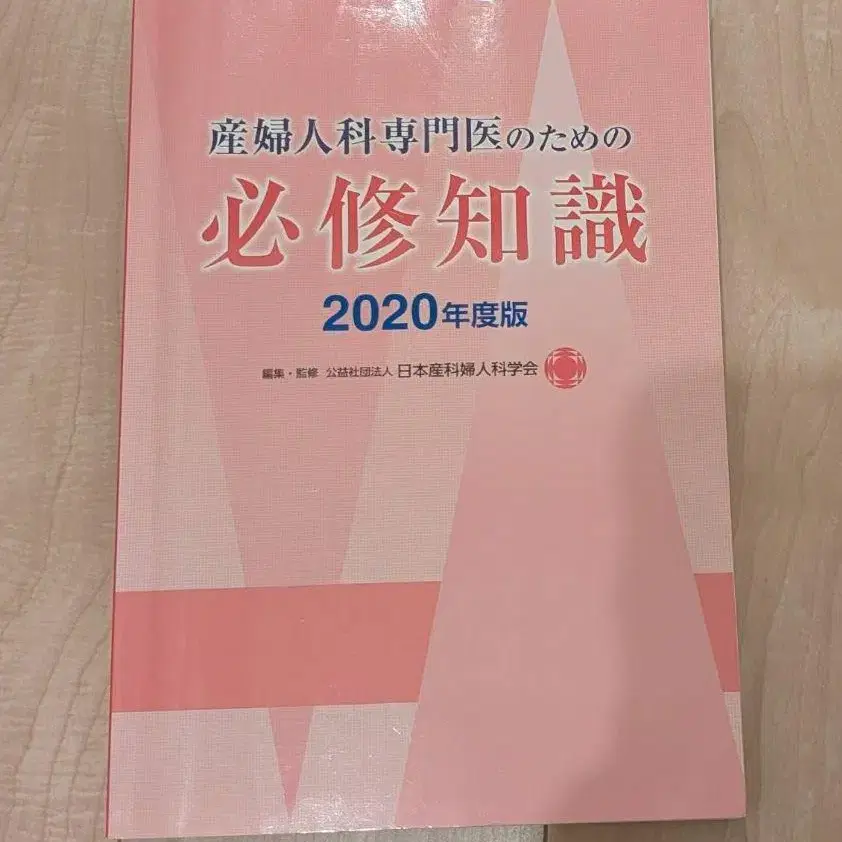 産婦人科専門医のための
必修知識
2020年度版
編集・監修 公益社団法人 日本産科婦人科学会